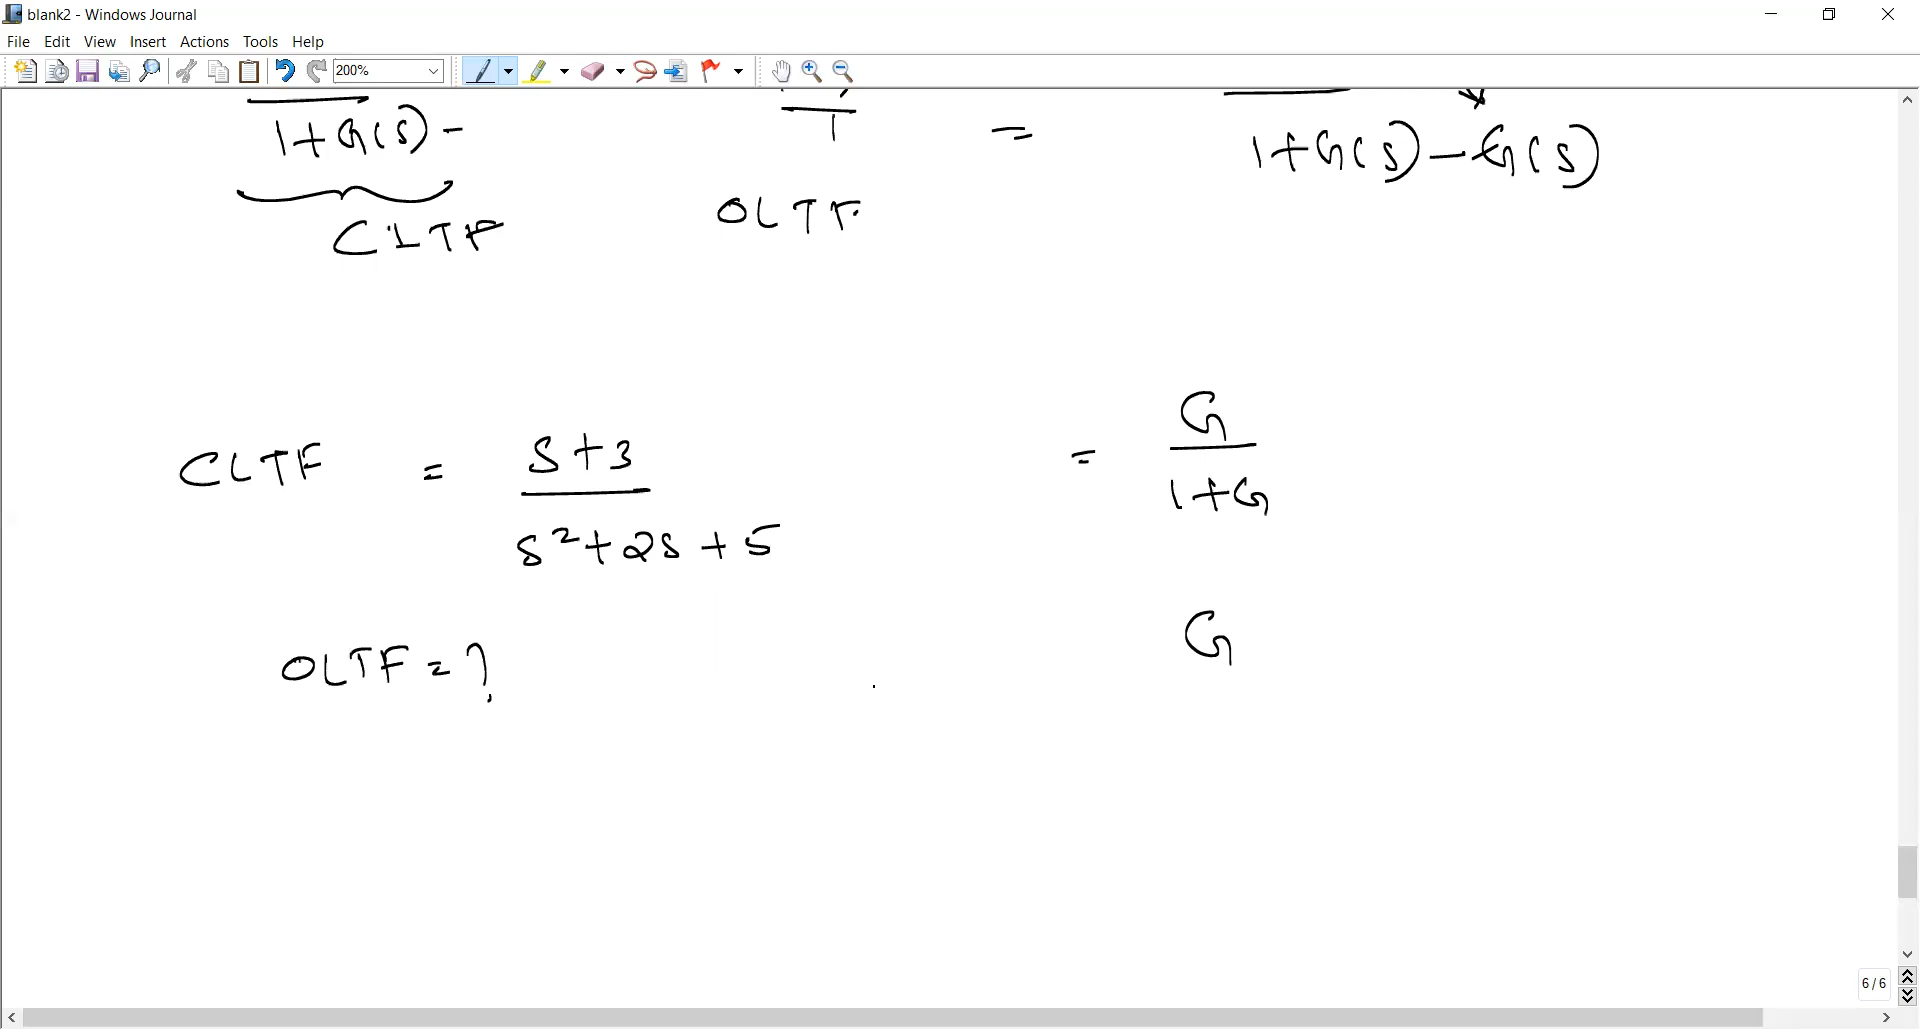 blank2 - Windows Journal
File Edit View Insert Actions Tools Help
200%
1+G(s) - 1 = 1+G(s)-G(s)
CLTF OLTF
CLTF = s+3 = G
s²+2s+5 1+G
OLTF = ? G
6 / 6